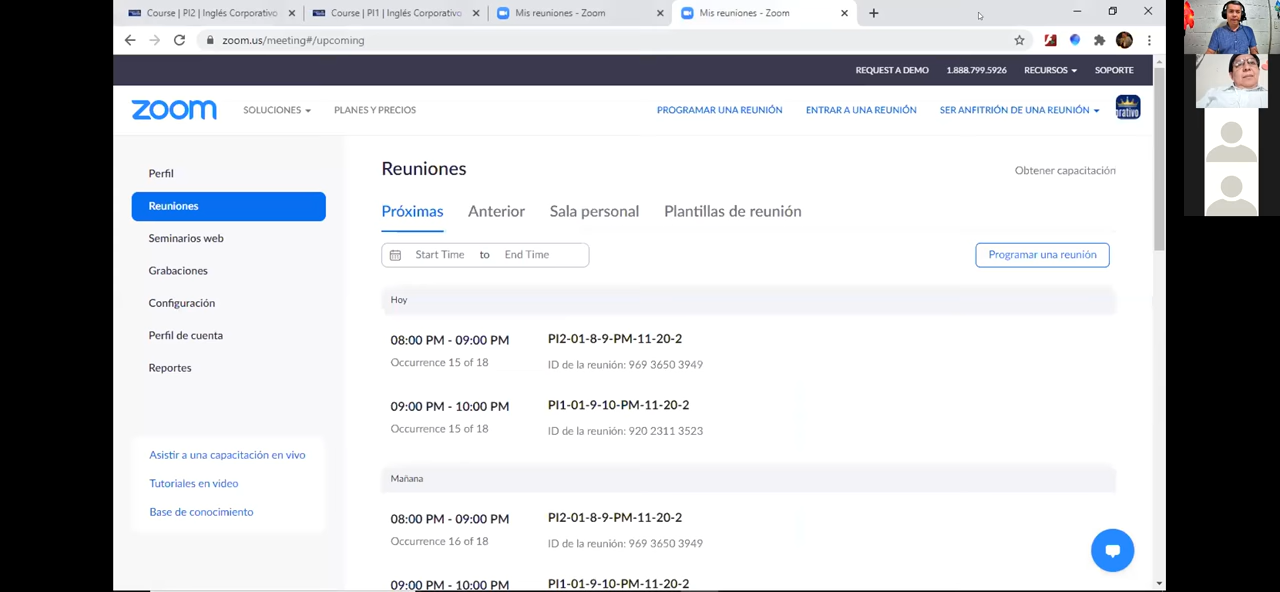 Course | PI2 | Inglés Corporativo
Course | PI1 | Inglés Corporativo
Mis reuniones - Zoom
Mis reuniones - Zoom
zoom.us/meeting#/upcoming
REQUEST A DEMO
1.888.799.5926
RECURSOS
SOPORTE
zoom
SOLUCIONES
PLANES Y PRECIOS
PROGRAMAR UNA REUNIÓN
ENTRAR A UNA REUNIÓN
SER ANFITRIÓN DE UNA REUNIÓN
orativo
Perfil
Reuniones
Seminarios web
Grabaciones
Configuración
Perfil de cuenta
Reportes
Asistir a una capacitación en vivo
Tutoriales en video
Base de conocimiento
Reuniones
Obtener capacitación
Próximas
Anterior
Sala personal
Plantillas de reunión
Start Time to End Time
Programar una reunión
Hoy
08:00 PM - 09:00 PM
PI2-01-8-9-PM-11-20-2
Occurrence 15 of 18
ID de la reunión: 969 3650 3949
09:00 PM - 10:00 PM
PI1-01-9-10-PM-11-20-2
Occurrence 15 of 18
ID de la reunión: 920 2311 3523
Mañana
08:00 PM - 09:00 PM
PI2-01-8-9-PM-11-20-2
Occurrence 16 of 18
ID de la reunión: 969 3650 3949
09:00 PM - 10:00 PM
PI1-01-9-10-PM-11-20-2